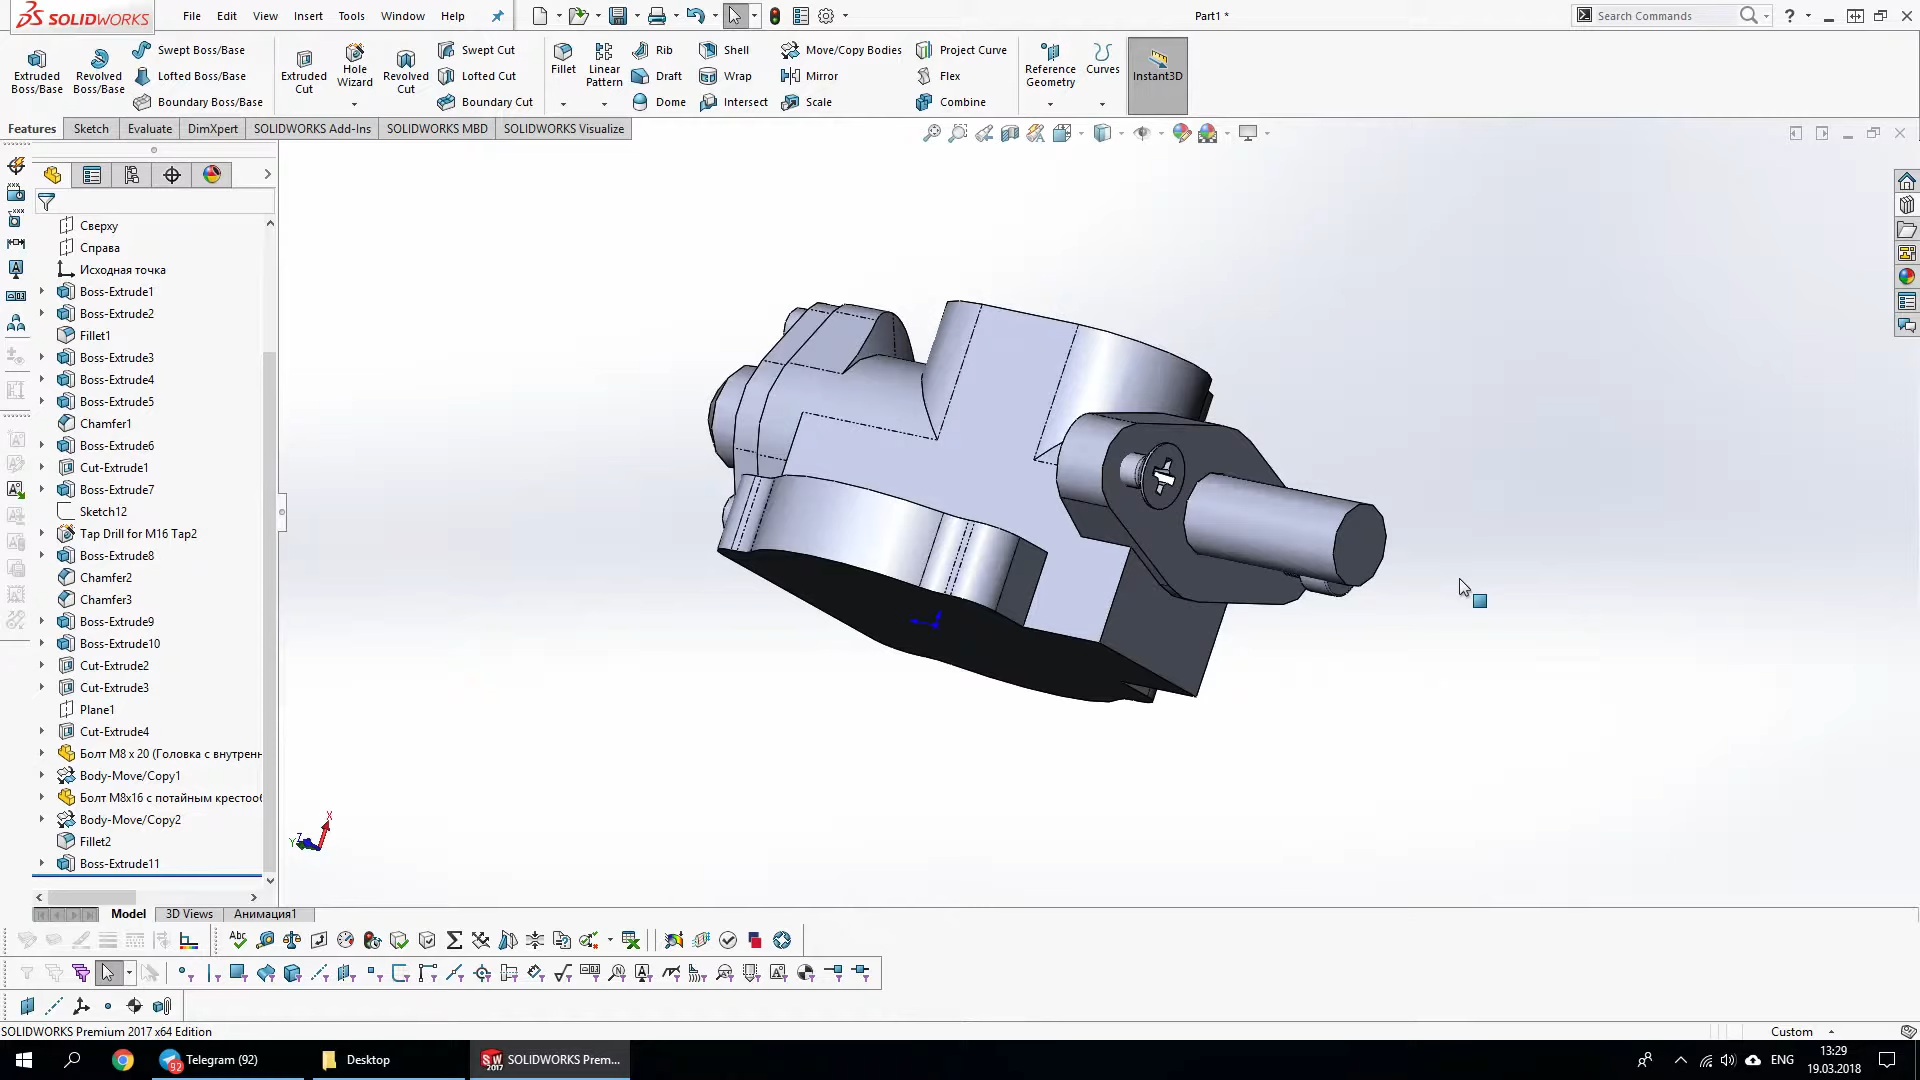 SOLIDWORKS
File Edit View Insert Tools Window Help
Part1 *
Search Commands
Extruded Boss/Base
Revolved Boss/Base
Swept Boss/Base
Lofted Boss/Base
Boundary Boss/Base
Extruded Cut
Hole Wizard
Revolved Cut
Swept Cut
Lofted Cut
Boundary Cut
Fillet
Linear Pattern
Rib
Draft
Dome
Shell
Wrap
Intersect
Move/Copy Bodies
Mirror
Scale
Project Curve
Flex
Combine
Reference Geometry
Curves
Instant3D
Features Sketch Evaluate DimXpert SOLIDWORKS Add-Ins SOLIDWORKS MBD SOLIDWORKS Visualize
Сверху
Справа
Исходная точка
Boss-Extrude1
Boss-Extrude2
Fillet1
Boss-Extrude3
Boss-Extrude4
Boss-Extrude5
Chamfer1
Boss-Extrude6
Cut-Extrude1
Boss-Extrude7
Sketch12
Tap Drill for M16 Tap2
Boss-Extrude8
Chamfer2
Chamfer3
Boss-Extrude9
Boss-Extrude10
Cut-Extrude2
Cut-Extrude3
Plane1
Cut-Extrude4
Болт М8 х 20 (Головка с внутренн
Body-Move/Copy1
Болт М8х16 с потайным крестооб
Body-Move/Copy2
Fillet2
Boss-Extrude11
X
Y Z
Model 3D Views Анимация1
SOLIDWORKS Premium 2017 x64 Edition
Custom
Telegram (92)
92
Desktop
SW 2017
SOLIDWORKS Prem...
ENG
13:29
19.03.2018